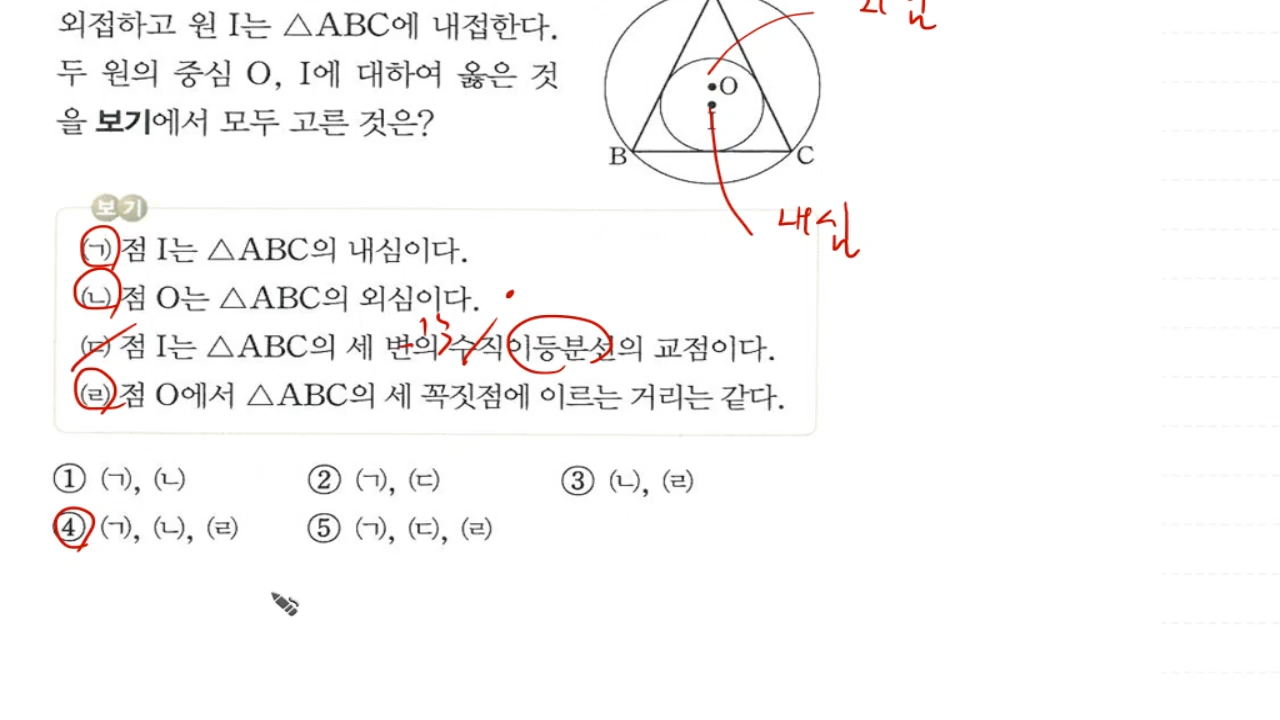 외접하고 원 I는 △ABC에 내접한다.
두 원의 중심 O, I에 대하여 옳은 것
을 보기에서 모두 고른 것은?
O
I
B
C
내심
보기
(ㄱ) 점 I는 △ABC의 내심이다.
(ㄴ) 점 O는 △ABC의 외심이다.
(ㄷ) 점 I는 △ABC의 세 변의 수직이등분선의 교점이다.
(ㄹ) 점 O에서 △ABC의 세 꼭짓점에 이르는 거리는 같다.
① (ㄱ), (ㄴ) ② (ㄱ), (ㄷ) ③ (ㄴ), (ㄹ)
④ (ㄱ), (ㄴ), (ㄹ) ⑤ (ㄱ), (ㄷ), (ㄹ)